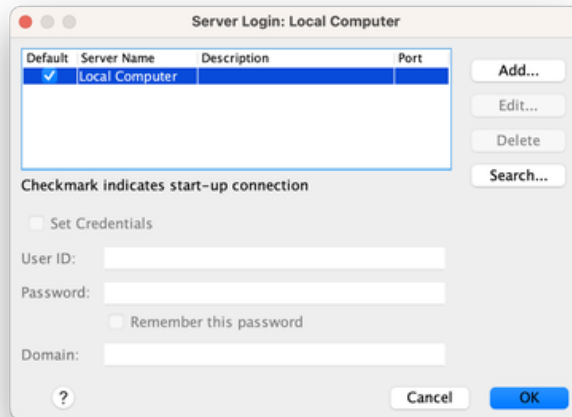 Server Login: Local Computer
Default Server Name Description Port
Local Computer
Add...
Edit...
Delete
Search...
Checkmark indicates start-up connection
Set Credentials
User ID:
Password:
Remember this password
Domain:
? Cancel OK